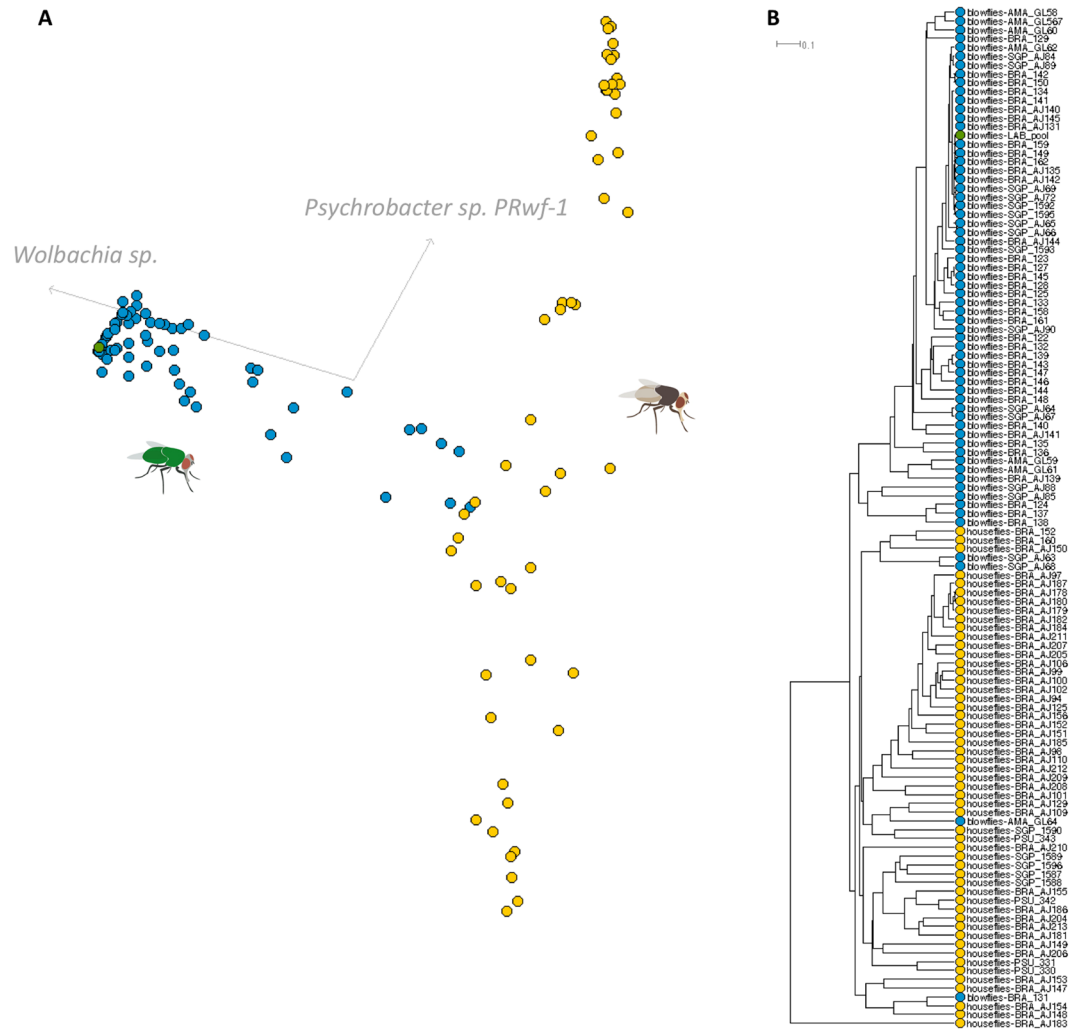 A
B
Psychrobacter sp. PRwf-1
Wolbachia sp.
0.1
blowflies-AMA_GL58
blowflies-AMA_GL567
blowflies-AMA_GL60
blowflies-BRA_129
blowflies-AMA_GL62
blowflies-SGP_AJ84
blowflies-SGP_AJ89
blowflies-BRA_142
blowflies-BRA_150
blowflies-BRA_134
blowflies-BRA_141
blowflies-BRA_AJ140
blowflies-BRA_AJ145
blowflies-BRA_AJ131
blowflies-LAB_pool
blowflies-BRA_159
blowflies-BRA_149
blowflies-BRA_162
blowflies-BRA_AJ135
blowflies-BRA_AJ142
blowflies-SGP_AJ69
blowflies-SGP_AJ72
blowflies-SGP_1592
blowflies-SGP_1595
blowflies-SGP_AJ65
blowflies-SGP_AJ66
blowflies-BRA_AJ144
blowflies-SGP_1593
blowflies-BRA_123
blowflies-BRA_127
blowflies-BRA_145
blowflies-BRA_128
blowflies-BRA_125
blowflies-BRA_133
blowflies-BRA_158
blowflies-BRA_161
blowflies-SGP_AJ90
blowflies-BRA_122
blowflies-BRA_132
blowflies-BRA_139
blowflies-BRA_143
blowflies-BRA_147
blowflies-BRA_146
blowflies-BRA_144
blowflies-BRA_148
blowflies-SGP_AJ64
blowflies-SGP_AJ67
blowflies-BRA_140
blowflies-BRA_AJ141
blowflies-BRA_135
blowflies-BRA_136
blowflies-AMA_GL59
blowflies-AMA_GL61
blowflies-BRA_AJ139
blowflies-SGP_AJ88
blowflies-SGP_AJ85
blowflies-BRA_124
blowflies-BRA_137
blowflies-BRA_138
houseflies-BRA_152
houseflies-BRA_160
houseflies-BRA_AJ150
blowflies-SGP_AJ63
blowflies-SGP_AJ68
houseflies-BRA_AJ97
houseflies-BRA_AJ187
houseflies-BRA_AJ178
houseflies-BRA_AJ180
houseflies-BRA_AJ179
houseflies-BRA_AJ182
houseflies-BRA_AJ184
houseflies-BRA_AJ211
houseflies-BRA_AJ207
houseflies-BRA_AJ205
houseflies-BRA_AJ106
houseflies-BRA_AJ99
houseflies-BRA_AJ100
houseflies-BRA_AJ102
houseflies-BRA_AJ94
houseflies-BRA_AJ125
houseflies-BRA_AJ156
houseflies-BRA_AJ152
houseflies-BRA_AJ151
houseflies-BRA_AJ185
houseflies-BRA_AJ98
houseflies-BRA_AJ110
houseflies-BRA_AJ212
houseflies-BRA_AJ209
houseflies-BRA_AJ208
houseflies-BRA_AJ101
houseflies-BRA_AJ129
houseflies-BRA_AJ109
blowflies-AMA_GL64
houseflies-SGP_1590
houseflies-PSU_343
houseflies-BRA_AJ210
houseflies-SGP_1589
houseflies-SGP_1596
houseflies-SGP_1587
houseflies-SGP_1588
houseflies-BRA_AJ155
houseflies-PSU_342
houseflies-BRA_AJ186
houseflies-BRA_AJ204
houseflies-BRA_AJ213
houseflies-BRA_AJ181
houseflies-BRA_AJ149
houseflies-BRA_AJ206
houseflies-PSU_331
houseflies-PSU_330
houseflies-BRA_AJ153
houseflies-BRA_AJ147
blowflies-BRA_131
houseflies-BRA_AJ154
houseflies-BRA_AJ148
houseflies-BRA_AJ183